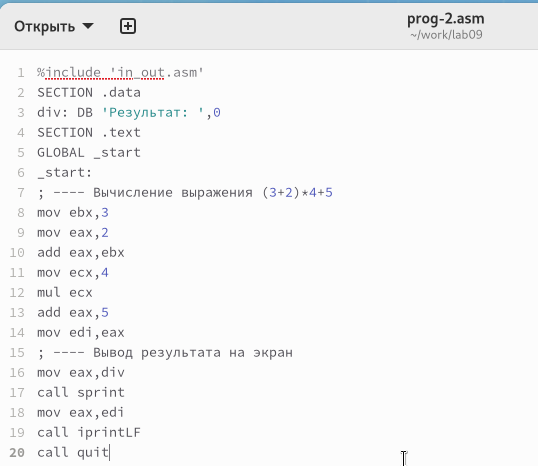 Открыть
prog-2.asm
~/work/lab09
1 %include 'in_out.asm'
2 SECTION .data
3 div: DB 'Результат: ',0
4 SECTION .text
5 GLOBAL _start
6 _start:
7 ; ---- Вычисление выражения (3+2)*4+5
8 mov ebx,3
9 mov eax,2
10 add eax,ebx
11 mov ecx,4
12 mul ecx
13 add eax,5
14 mov edi,eax
15 ; ---- Вывод результата на экран
16 mov eax,div
17 call sprint
18 mov eax,edi
19 call iprintLF
20 call quit